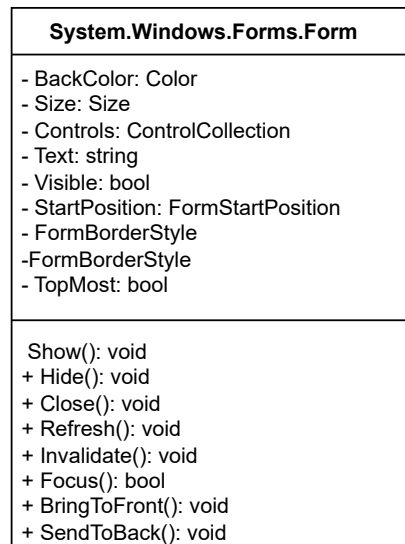 System.Windows.Forms.Form
- BackColor: Color
- Size: Size
- Controls: ControlCollection
- Text: string
- Visible: bool
- StartPosition: FormStartPosition
- FormBorderStyle
-FormBorderStyle
- TopMost: bool
Show(): void
+ Hide(): void
+ Close(): void
+ Refresh(): void
+ Invalidate(): void
+ Focus(): bool
+ BringToFront(): void
+ SendToBack(): void